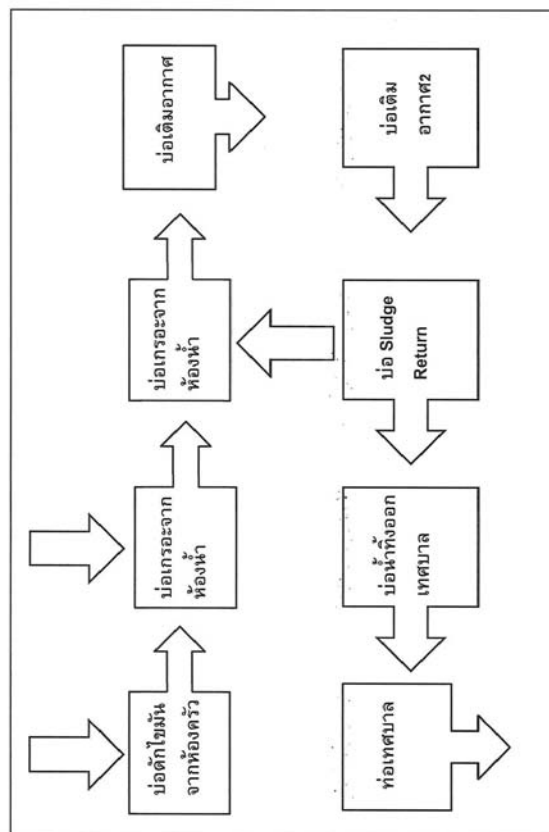 บ่อดักไขมัน
จากห้องครัว
บ่อเกรอะจาก
ห้องน้ำ
บ่อเกรอะจาก
ห้องน้ำ
บ่อเติมอากาศ
บ่อเติม
อากาศ2
บ่อ Sludge
Return
บ่อน้ำทิ้งออก
เทศบาล
ท่อเทศบาล